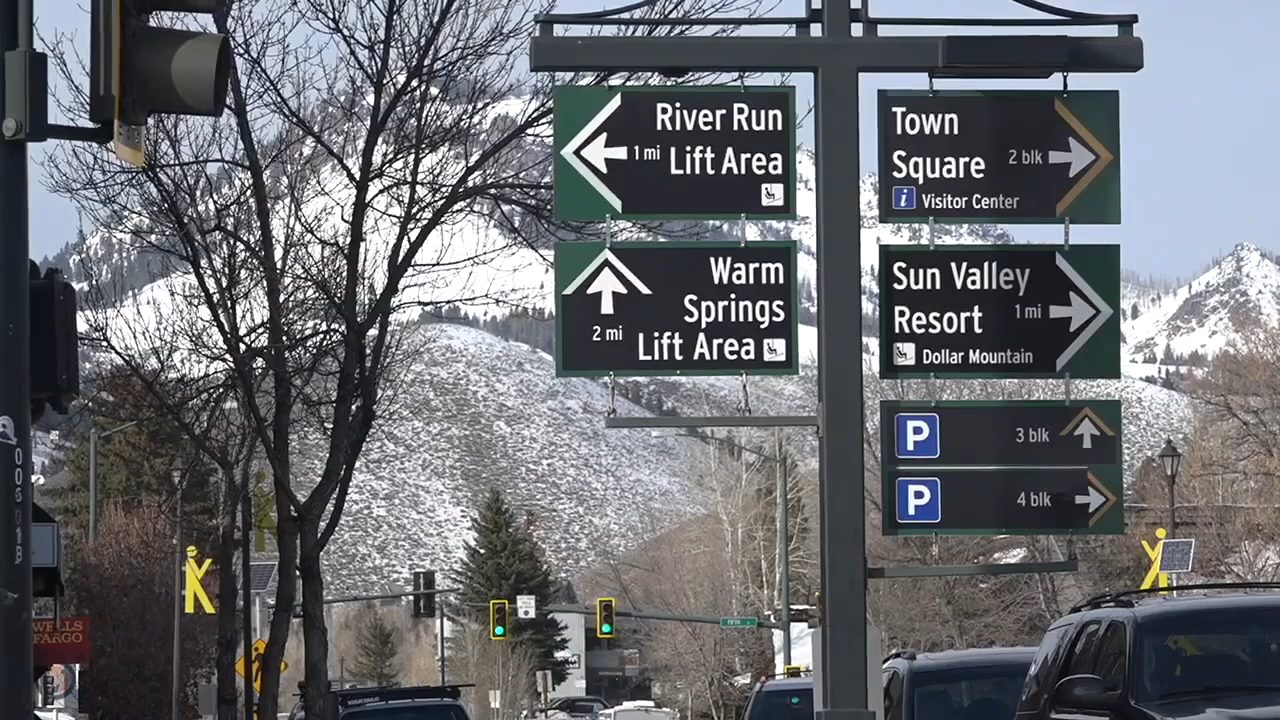 River Run
1 mi
Lift Area
Warm
Springs
2 mi
Lift Area
Town
Square
2 blk
i Visitor Center
Sun Valley
Resort
1 mi
Dollar Mountain
P 3 blk
P 4 blk
WELLS
FARGO